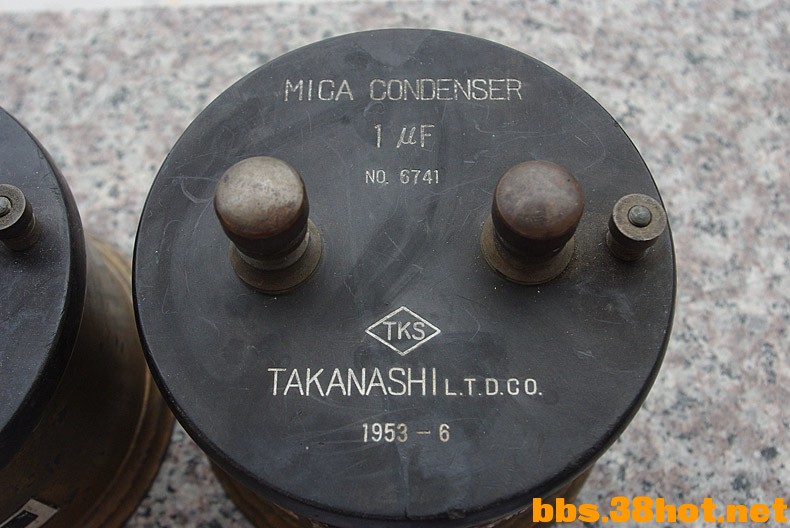 MICA CONDENSER
1 μF
NO. 6741
TKS
TAKANASHI L.T.D.CO.
1953 - 6
bbs.38hot.net